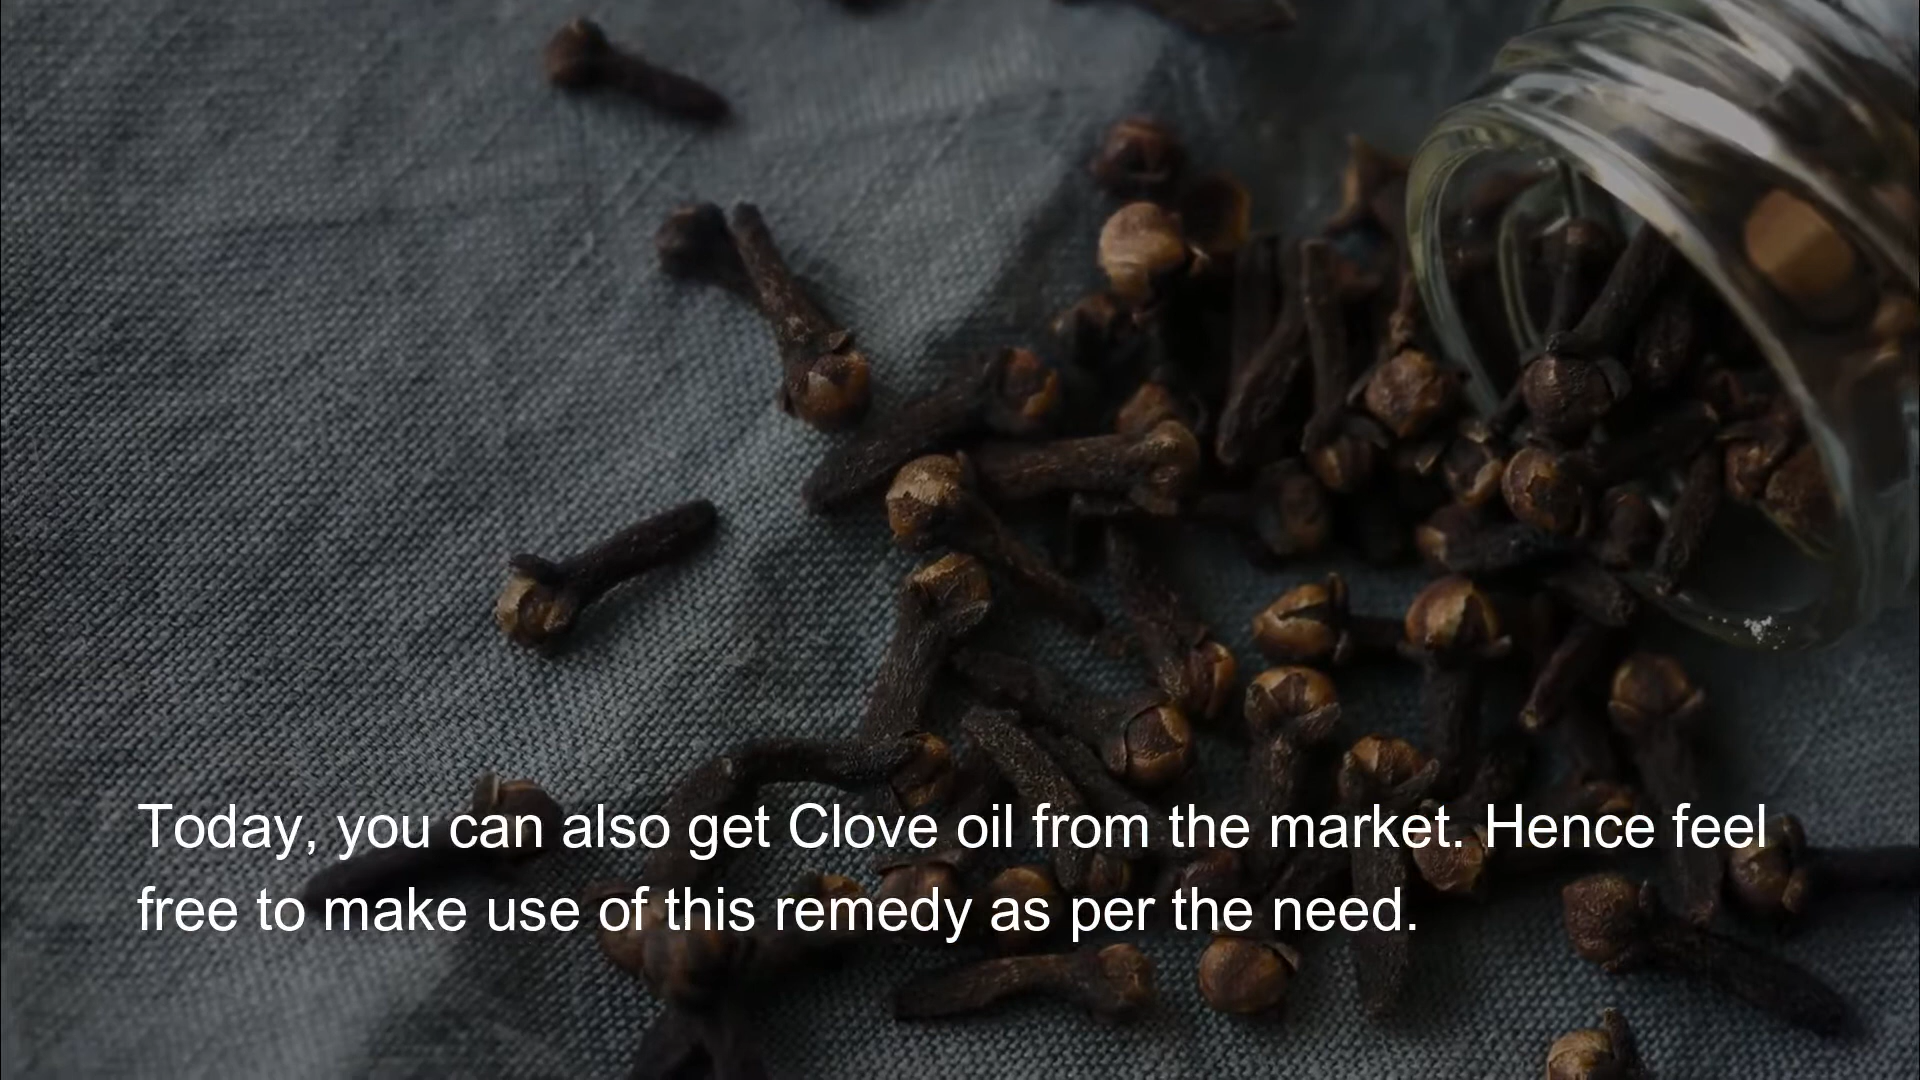 Today, you can also get Clove oil from the market. Hence feel
free to make use of this remedy as per the need.